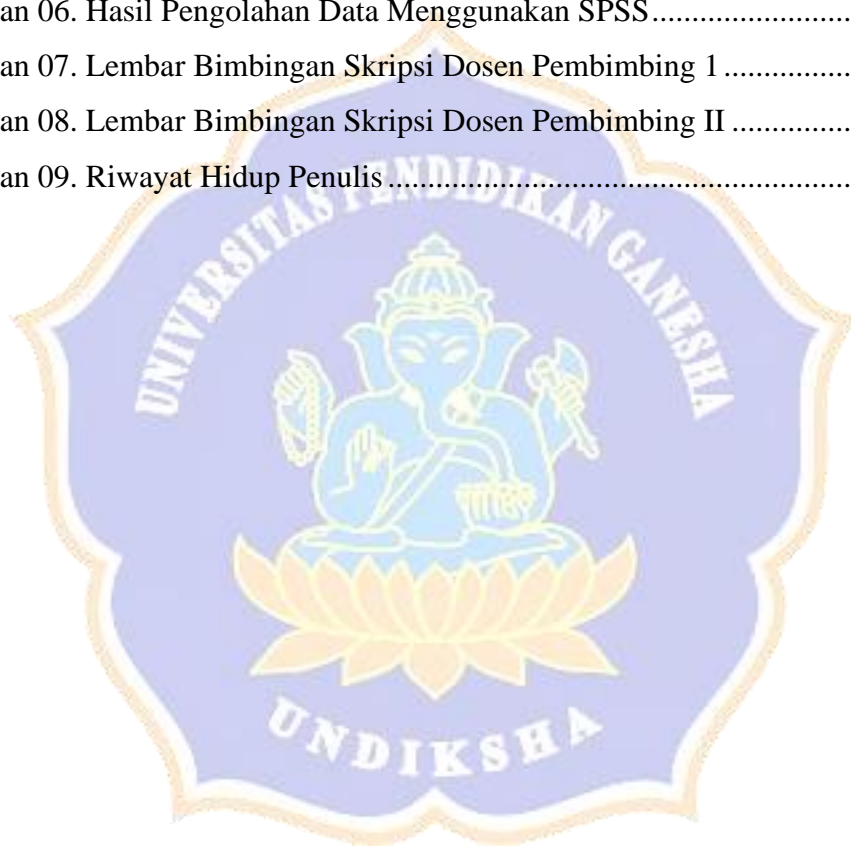 an 06. Hasil Pengolahan Data Menggunakan SPSS........................
an 07. Lembar Bimbingan Skripsi Dosen Pembimbing 1................
an 08. Lembar Bimbingan Skripsi Dosen Pembimbing II ...............
an 09. Riwayat Hidup Penulis..........................................................
UNIVERSITAS PENDIDIKAN GANESHA
UNDIKSHA